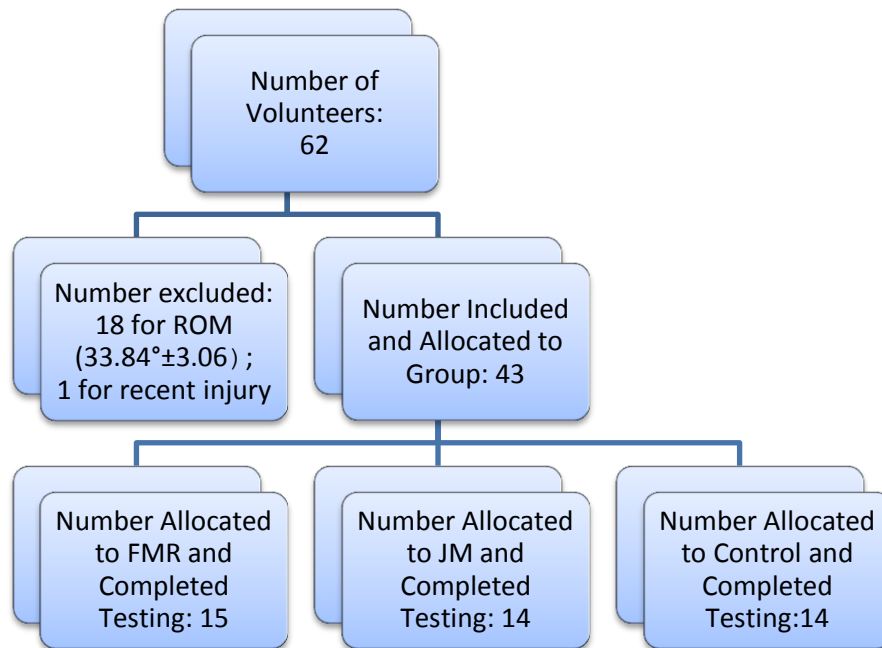 Number of
Volunteers:
62
Number excluded:
18 for ROM
(33.84°±3.06）;
1 for recent injury
Number Included
and Allocated to
Group: 43
Number Allocated
to FMR and
Completed
Testing: 15
Number Allocated
to JM and
Completed
Testing: 14
Number Allocated
to Control and
Completed
Testing:14